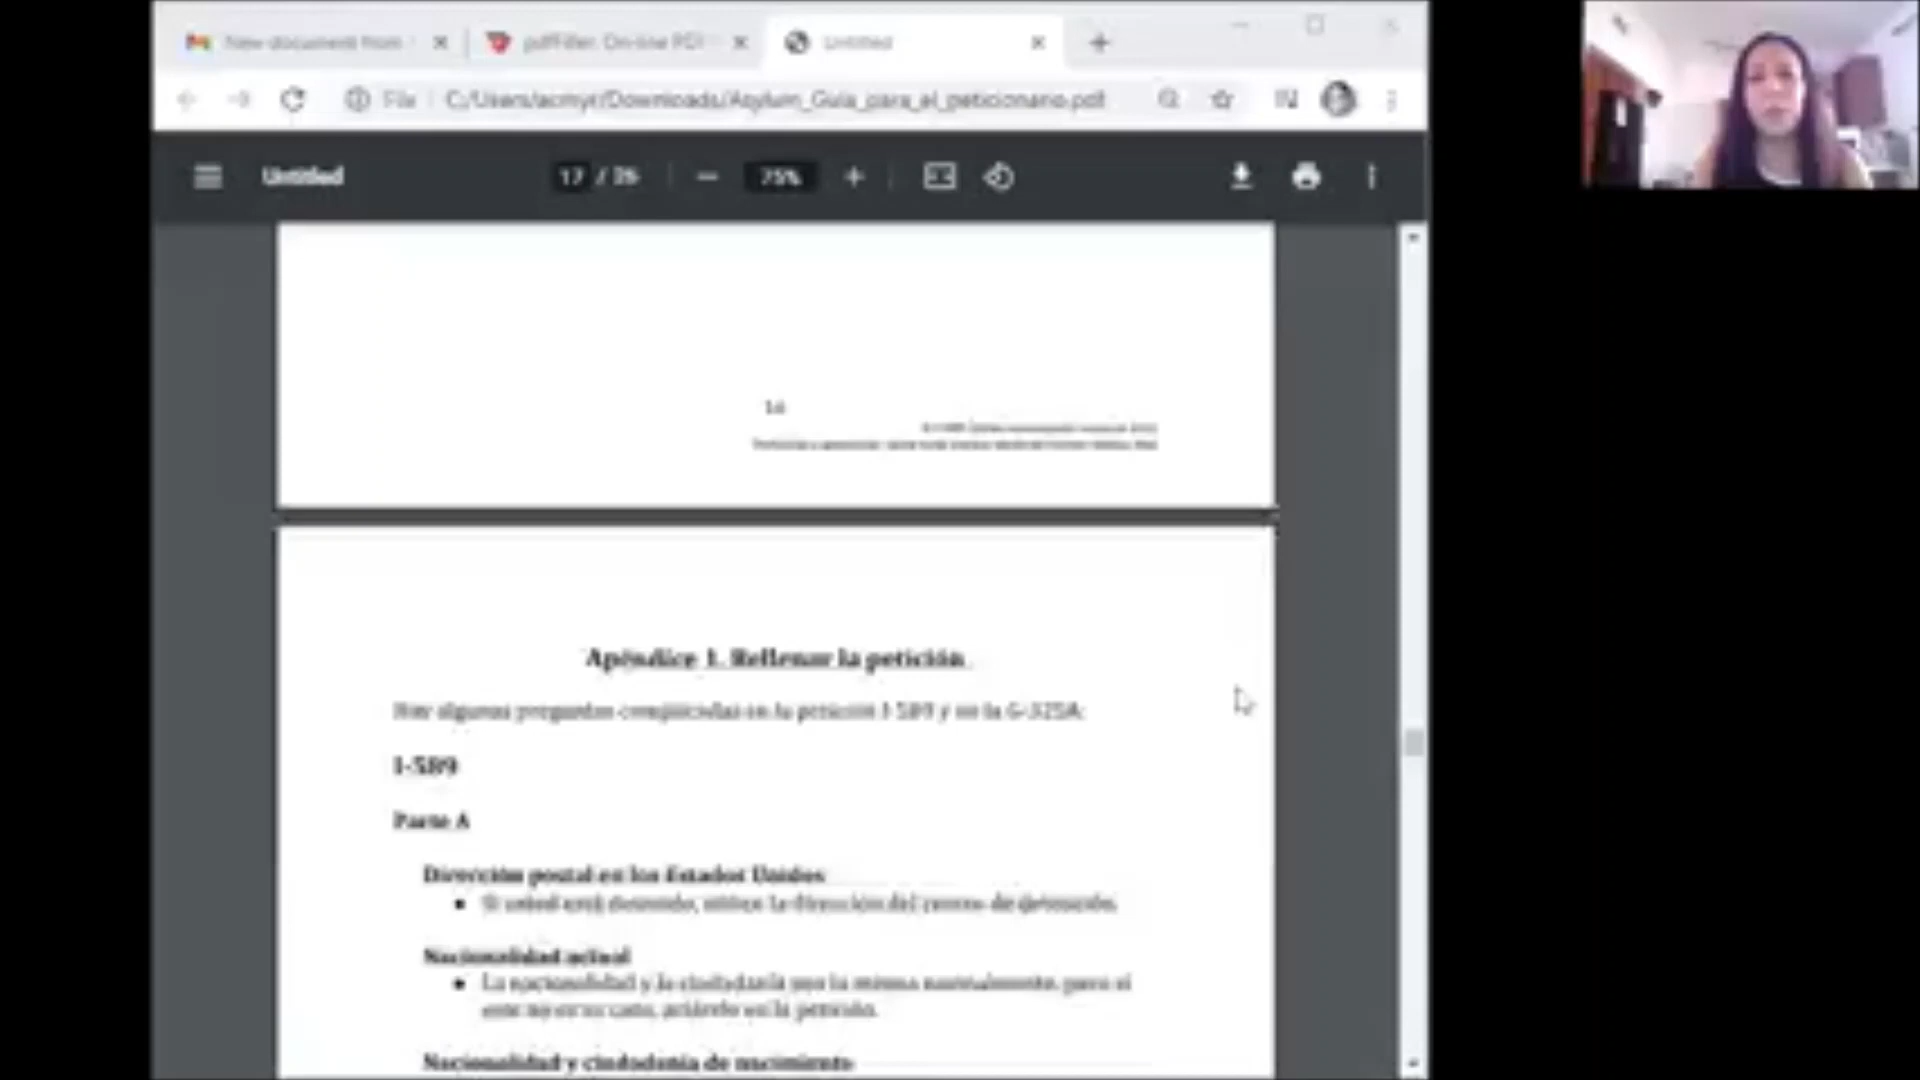 New document from
pdfFiller. On-line PDF
Untitled
File C:/Users/acmyr/Downloads/Asylum_Guia_para_el_peticionario.pdf
Untitled
17 / 26
75%
16
Apéndice 1. Rellenar la petición
Hay algunas preguntas complicadas en la petición I-589 y en la G-325A:
I-589
Parte A
Dirección postal en los Estados Unidos
• Si usted está detenido, utilice la dirección del centro de detención.
Nacionalidad actual
• La nacionalidad y la ciudadanía son la misma normalmente, pero si
este no es su caso, aclárelo en la petición.
Nacionalidad y ciudadanía de nacimiento